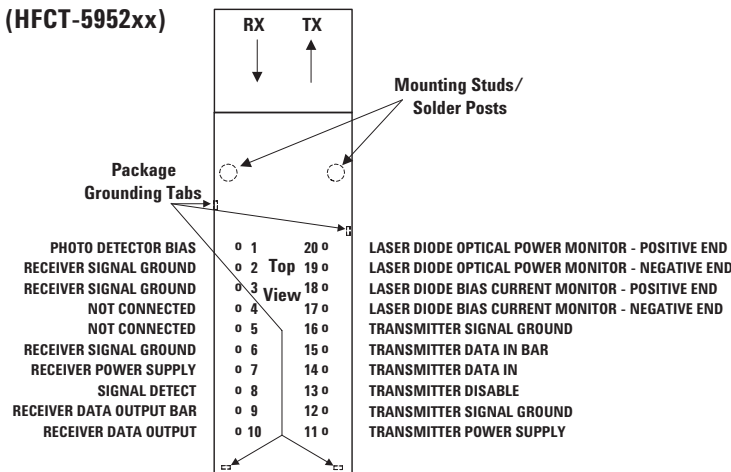 (HFCT-5952xx)
RX TX
Mounting Studs/
Solder Posts
Package
Grounding Tabs
PHOTO DETECTOR BIAS o 1 20 o LASER DIODE OPTICAL POWER MONITOR - POSITIVE END
RECEIVER SIGNAL GROUND o 2 Top 19 o LASER DIODE OPTICAL POWER MONITOR - NEGATIVE END
RECEIVER SIGNAL GROUND o 3 View 18 o LASER DIODE BIAS CURRENT MONITOR - POSITIVE END
NOT CONNECTED o 4 17 o LASER DIODE BIAS CURRENT MONITOR - NEGATIVE END
NOT CONNECTED o 5 16 o TRANSMITTER SIGNAL GROUND
RECEIVER SIGNAL GROUND o 6 15 o TRANSMITTER DATA IN BAR
RECEIVER POWER SUPPLY o 7 14 o TRANSMITTER DATA IN
SIGNAL DETECT o 8 13 o TRANSMITTER DISABLE
RECEIVER DATA OUTPUT BAR o 9 12 o TRANSMITTER SIGNAL GROUND
RECEIVER DATA OUTPUT o 10 11 o TRANSMITTER POWER SUPPLY